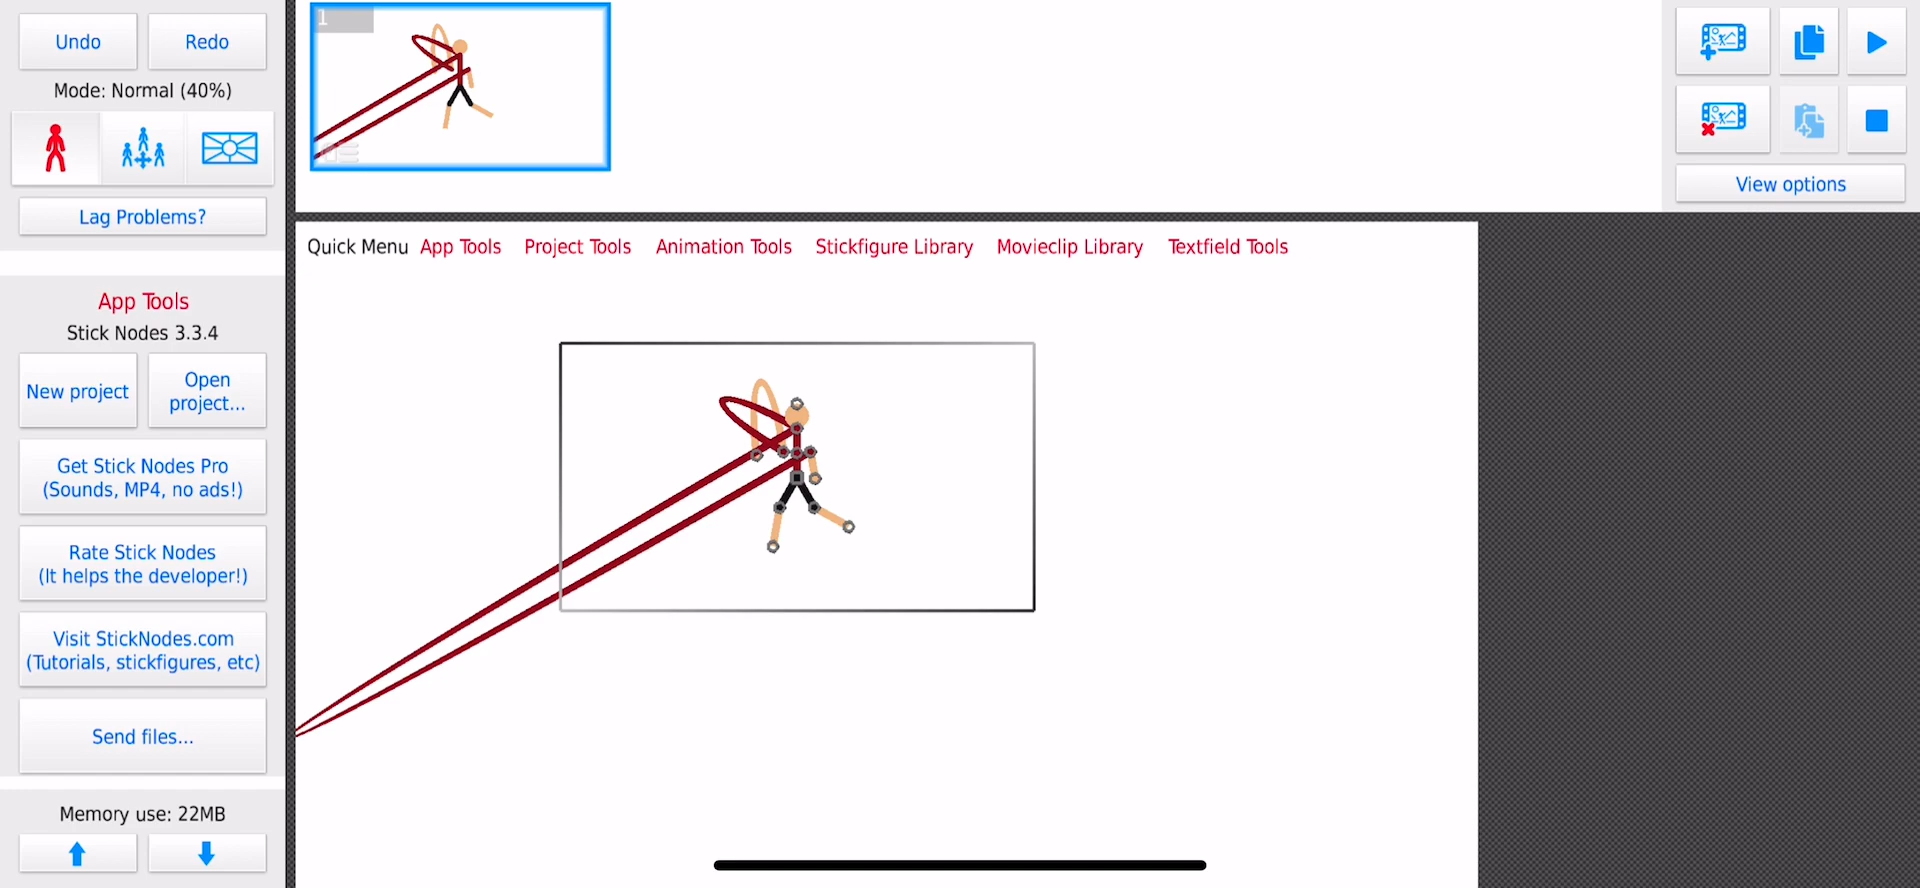 Undo
Redo
Mode: Normal (40%)
Lag Problems?
App Tools
Stick Nodes 3.3.4
New project
Open
project...
Get Stick Nodes Pro
(Sounds, MP4, no ads!)
Rate Stick Nodes
(It helps the developer!)
Visit StickNodes.com
(Tutorials, stickfigures, etc)
Send files...
Memory use: 22MB
1
View options
Quick Menu App Tools Project Tools Animation Tools Stickfigure Library Movieclip Library Textfield Tools